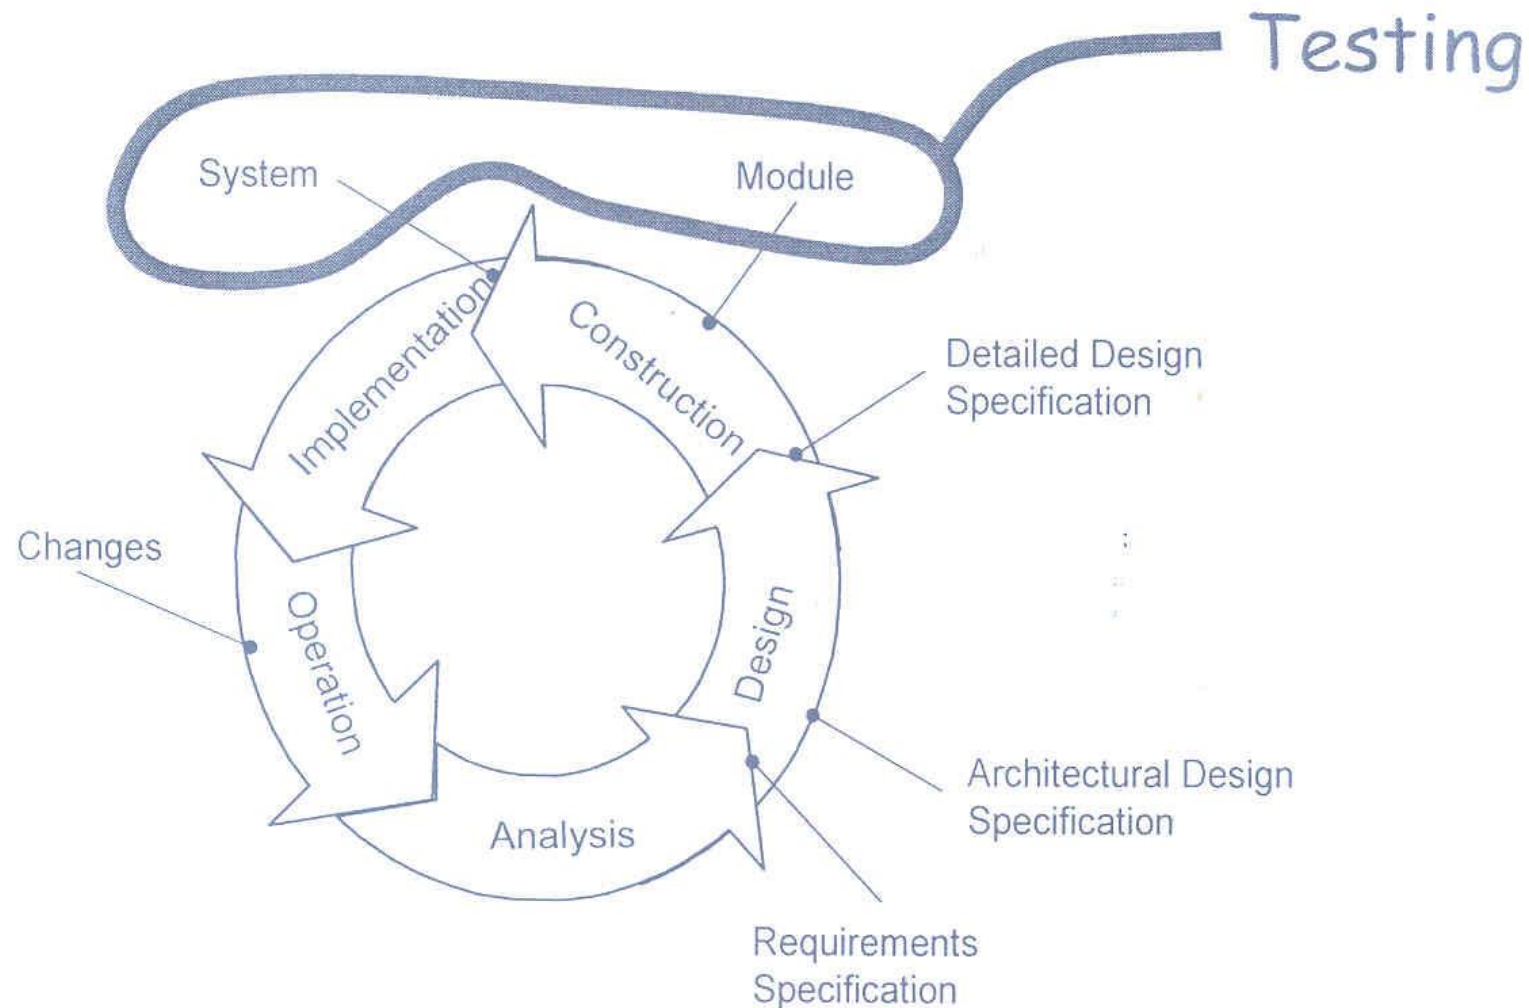 Testing
System
Module
Implementation
Construction
Detailed Design
Specification
Changes
Operation
Design
Architectural Design
Specification
Analysis
Requirements
Specification